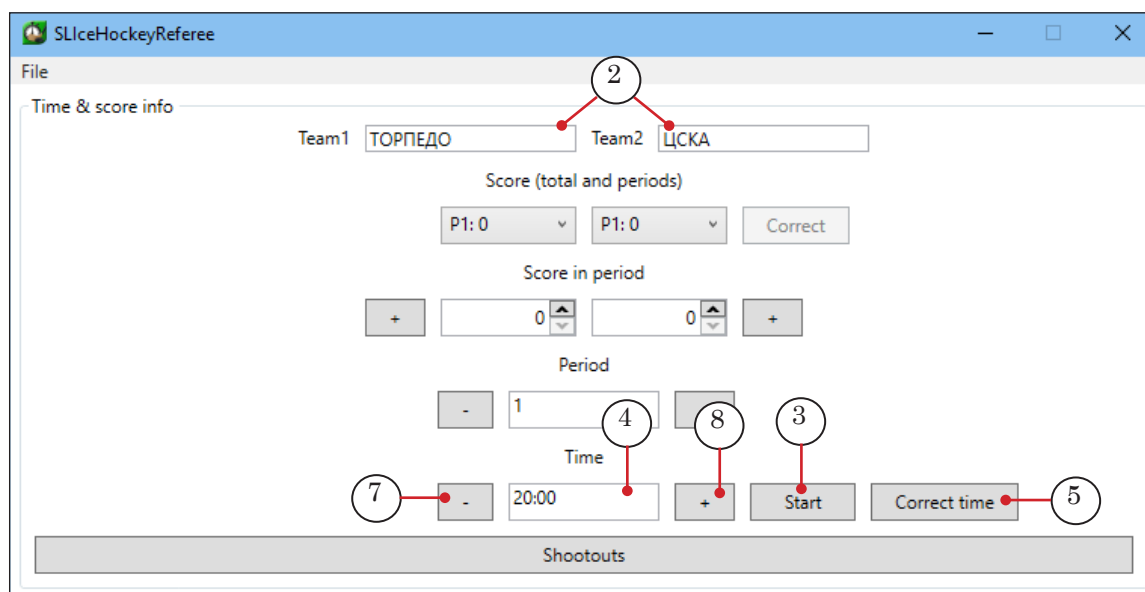 SLIceHockeyReferee
File
2
Time & score info
Team1 ТОРПЕДО Team2 ЦСКА
Score (total and periods)
P1: 0 P1: 0 Correct
Score in period
+ 0 0 +
Period
- 1
4 8 3
Time
7 - 20:00 + Start Correct time 5
Shootouts